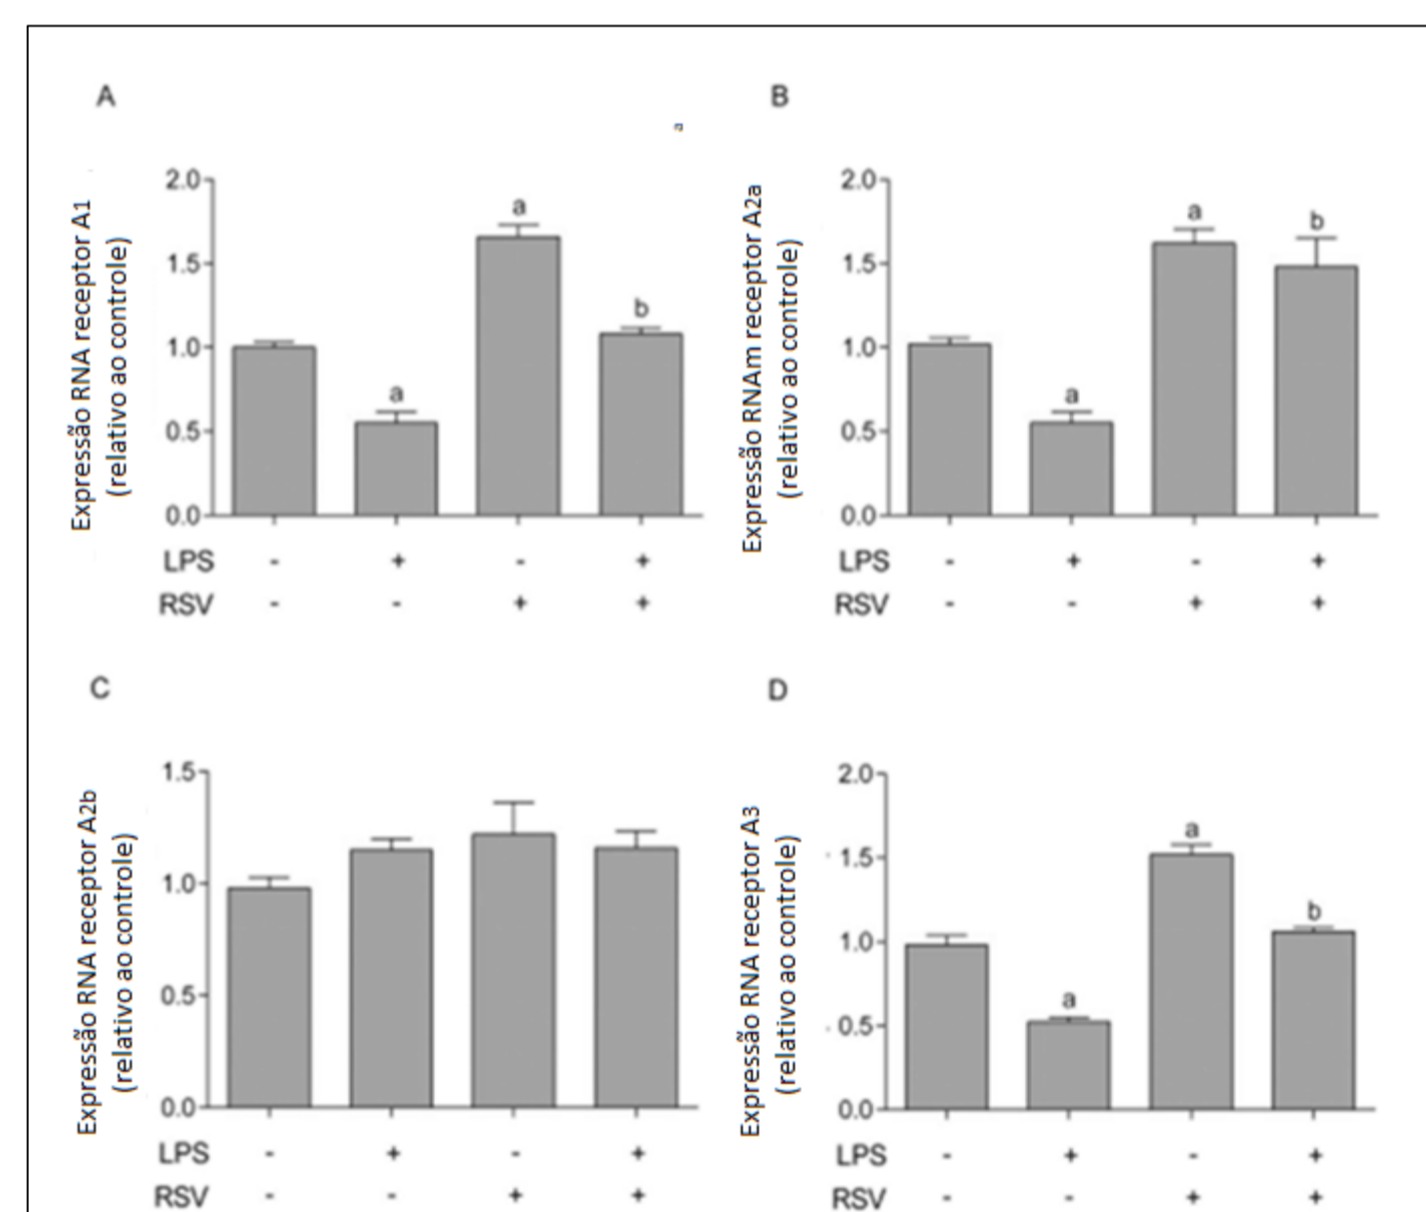 A
Expressão RNA receptor A1
(relativo ao controle)
2.0
a
1.5
b
1.0
a
0.5
0.0
LPS - + - +
RSV - - + +
B
Expressão RNAm receptor A2a
(relativo ao controle)
2.0
a
b
1.5
1.0
a
0.5
0.0
LPS - + - +
RSV - - + +
C
Expressão RNA receptor A2b
(relativo ao controle)
1.5
1.0
0.5
0.0
LPS - + - +
RSV - - + +
D
Expressão RNA receptor A3
(relativo ao controle)
2.0
a
1.5
b
1.0
a
0.5
0.0
LPS - + - +
RSV - - + +